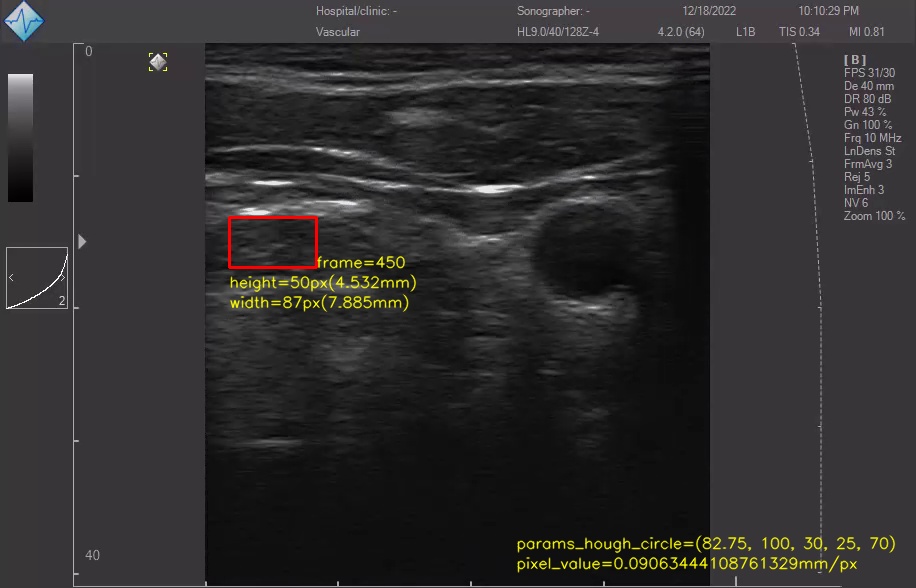 Hospital/clinic: - Sonographer: - 12/18/2022 10:10:29 PM
Vascular HL9.0/40/128Z-4 4.2.0 (64) L1B TIS 0.34 MI 0.81
0
[ B ]
FPS 31/30
De 40 mm
DR 80 dB
Pw 43 %
Gn 100 %
Frq 10 MHz
LnDens St
FrmAvg 3
Rej 5
ImEnh 3
NV 6
Zoom 100 %
frame=450
height=50px(4.532mm)
width=87px(7.885mm)
2
40
params_hough_circle=(82.75, 100, 30, 25, 70)
pixel_value=0.09063444108761329mm/px